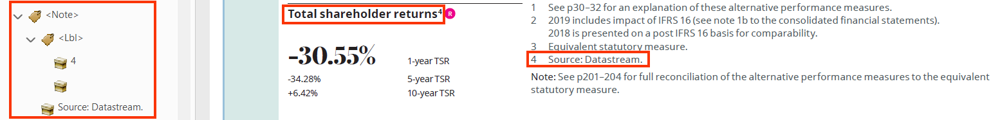 <Note>
<Lbl>
4
Source: Datastream.
Total shareholder returns⁴ R
-30.55% 1-year TSR
-34.28% 5-year TSR
+6.42% 10-year TSR
1 See p30–32 for an explanation of these alternative performance measures.
2 2019 includes impact of IFRS 16 (see note 1b to the consolidated financial statements).
2018 is presented on a post IFRS 16 basis for comparability.
3 Equivalent statutory measure.
4 Source: Datastream.
Note: See p201–204 for full reconciliation of the alternative performance measures to the equivalent
statutory measure.